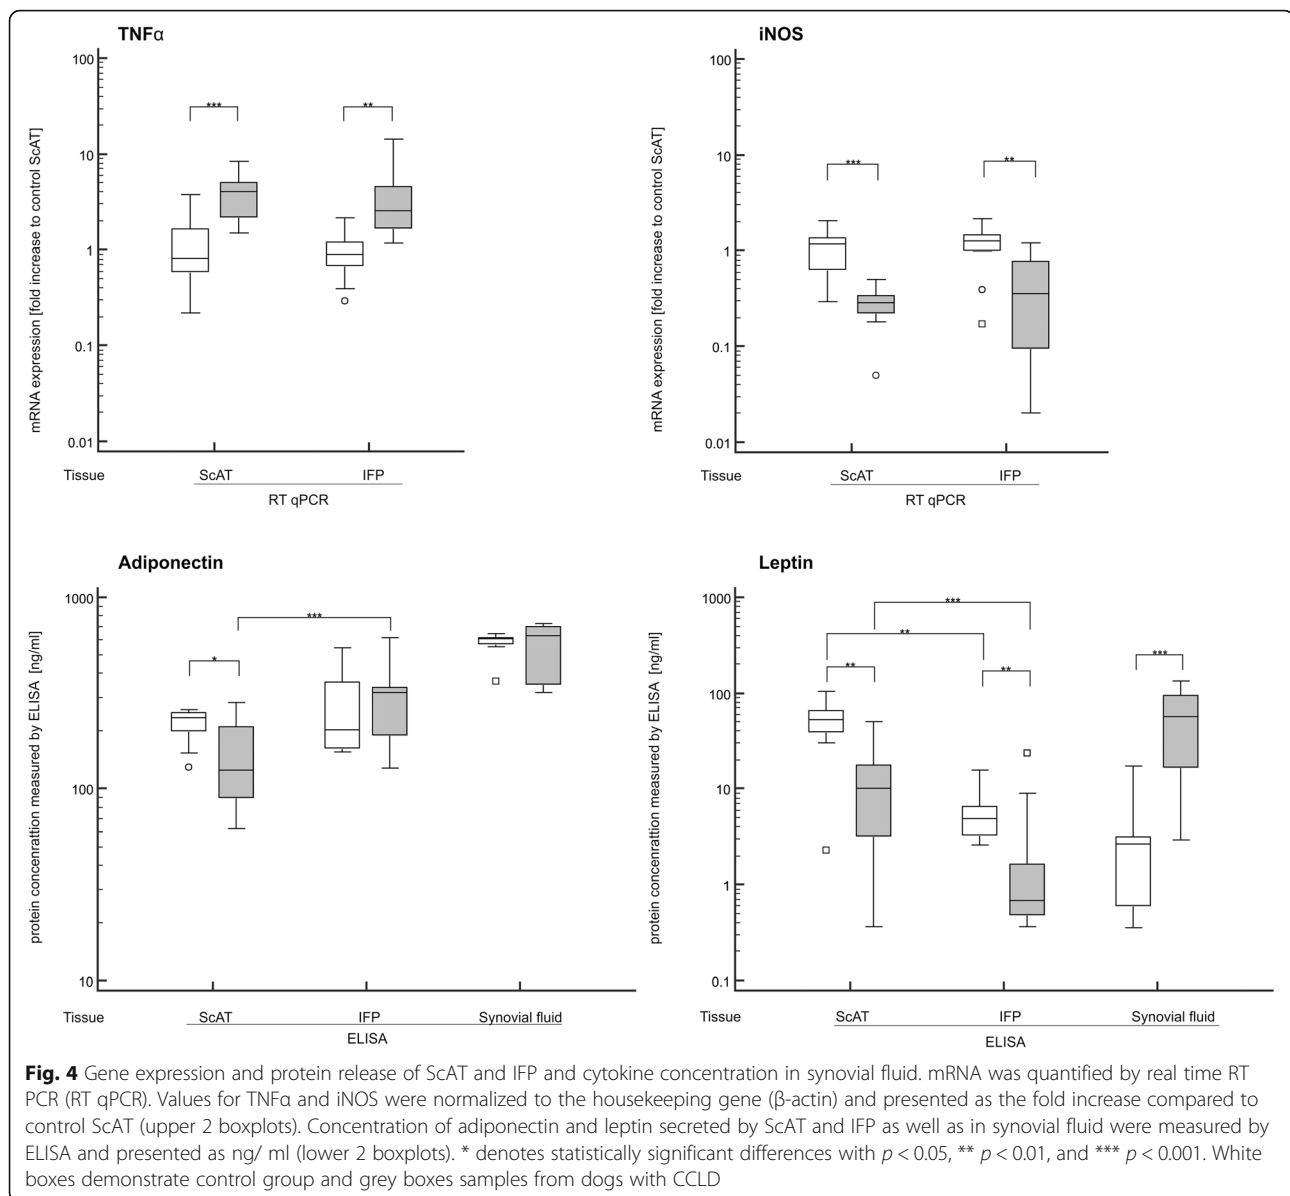 TNFα
100
10
1
0.1
0.01
mRNA expression [fold increase to control ScAT]
***
**
Tissue
ScAT
IFP
RT qPCR
iNOS
100
10
1
0.1
0.01
mRNA expression [fold increase to control ScAT]
***
**
Tissue
ScAT
IFP
RT qPCR
Adiponectin
1000
100
10
protein concenrattion measured by ELISA [ng/ml]
*
***
Tissue
ScAT
IFP
Synovial fluid
ELISA
Leptin
1000
100
10
1
0.1
protein concenrattion measured by ELISA [ng/ml]
***
**
**
**
***
Tissue
ScAT
IFP
Synovial fluid
ELISA
Fig. 4 Gene expression and protein release of ScAT and IFP and cytokine concentration in synovial fluid. mRNA was quantified by real time RT
PCR (RT qPCR). Values for TNFα and iNOS were normalized to the housekeeping gene (β-actin) and presented as the fold increase compared to
control ScAT (upper 2 boxplots). Concentration of adiponectin and leptin secreted by ScAT and IFP as well as in synovial fluid were measured by
ELISA and presented as ng/ ml (lower 2 boxplots). * denotes statistically significant differences with p < 0.05, ** p < 0.01, and *** p < 0.001. White
boxes demonstrate control group and grey boxes samples from dogs with CCLD